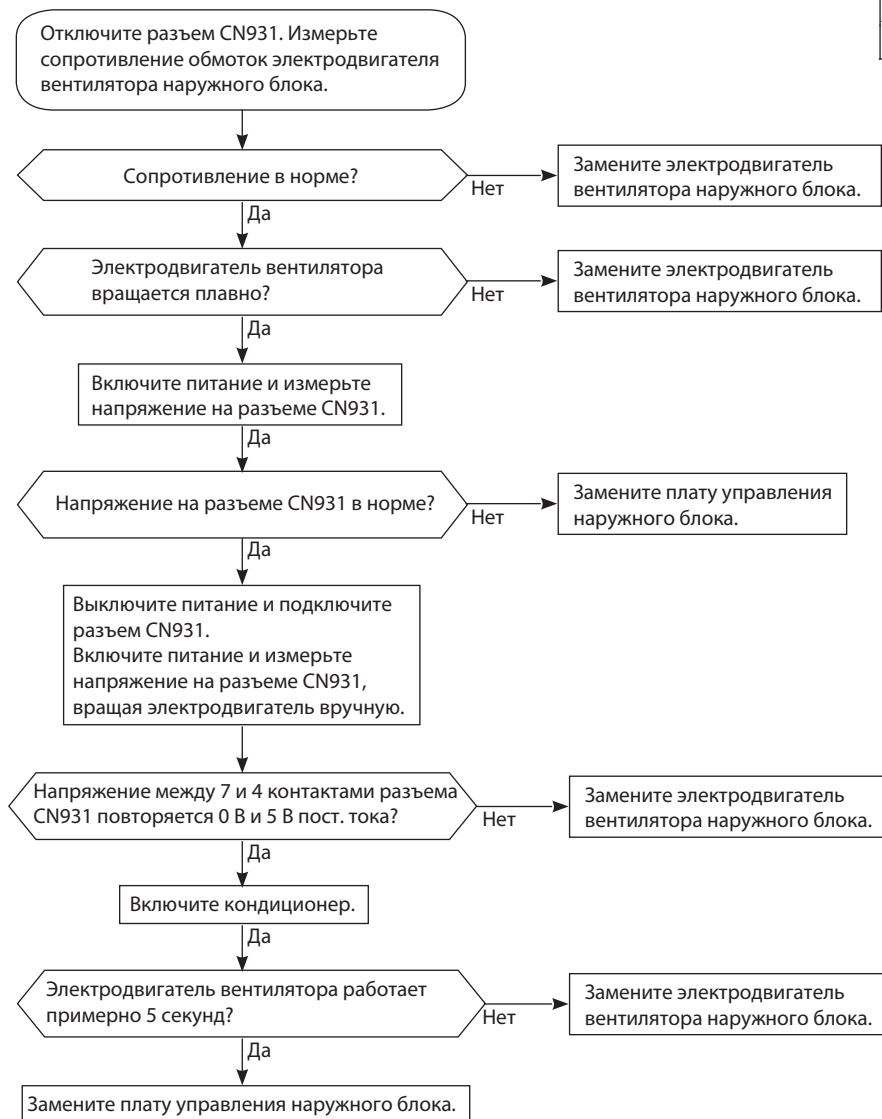 Отключите разъем CN931. Измерьте
сопротивление обмоток электродвигателя
вентилятора наружного блока.
Сопротивление в норме?
Нет
Замените электродвигатель
вентилятора наружного блока.
Да
Электродвигатель вентилятора
вращается плавно?
Нет
Замените электродвигатель
вентилятора наружного блока.
Да
Включите питание и измерьте
напряжение на разъеме CN931.
Да
Напряжение на разъеме CN931 в норме?
Нет
Замените плату управления
наружного блока.
Да
Выключите питание и подключите
разъем CN931.
Включите питание и измерьте
напряжение на разъеме CN931,
вращая электродвигатель вручную.
Напряжение между 7 и 4 контактами разъема
CN931 повторяется 0 В и 5 В пост. тока?
Нет
Замените электродвигатель
вентилятора наружного блока.
Да
Включите кондиционер.
Да
Электродвигатель вентилятора работает
примерно 5 секунд?
Нет
Замените электродвигатель
вентилятора наружного блока.
Да
Замените плату управления наружного блока.